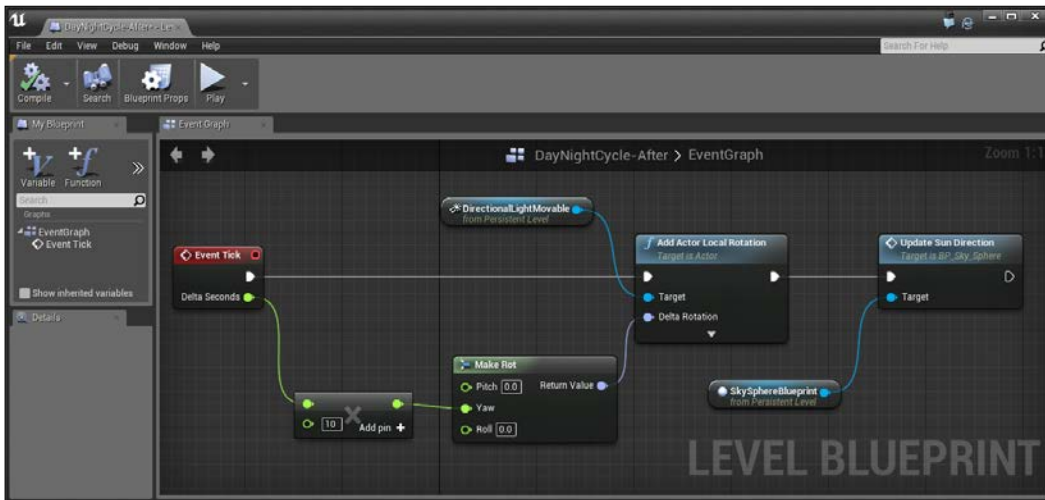 DayNightCycle-After - Le
File Edit View Debug Window Help
Search For Help
Compile Search Blueprint Props Play
My Blueprint
Event Graph
Variable Function
Search
Graphs
EventGraph
Event Tick
Show inherited variables
Details
DayNightCycle-After > EventGraph
Zoom 1:1
DirectionalLightMovable
from Persistent Level
Event Tick
Delta Seconds
Add Actor Local Rotation
Target is Actor
Target
Delta Rotation
Update Sun Direction
Target is BP_Sky_Sphere
Target
Make Rot
Pitch 0.0 Return Value
Yaw
Roll 0.0
10 Add pin +
SkySphereBlueprint
from Persistent Level
LEVEL BLUEPRINT